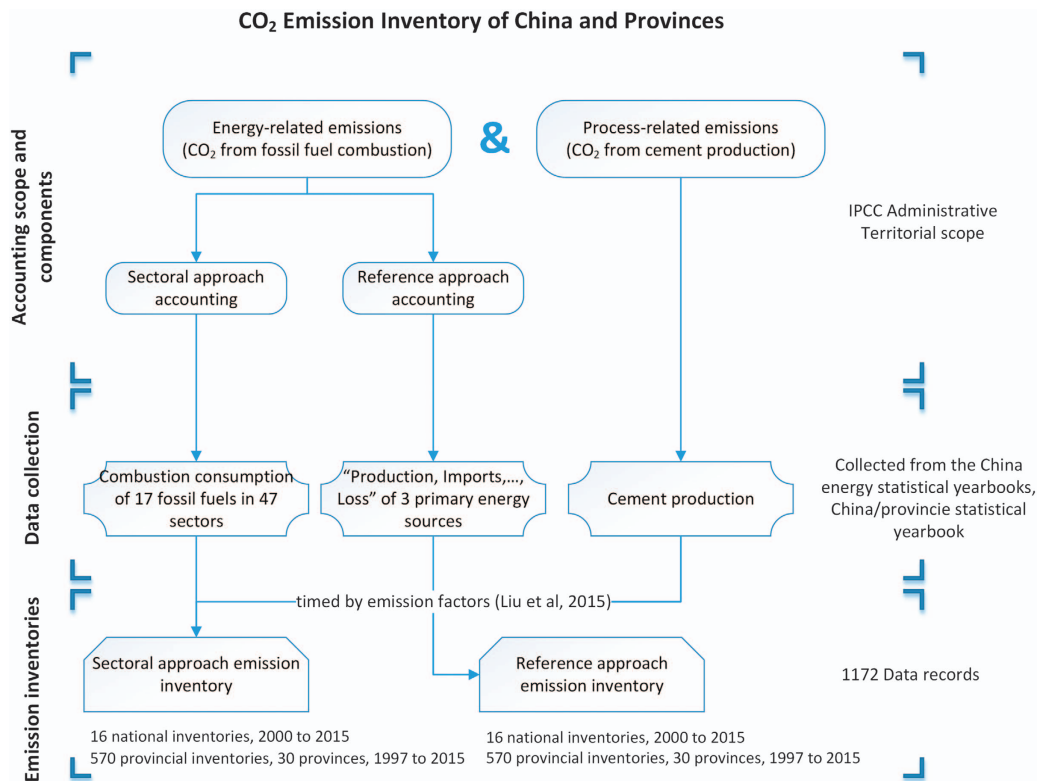 CO₂ Emission Inventory of China and Provinces
Accounting scope and
components
Energy-related emissions
(CO₂ from fossil fuel combustion)
&
Process-related emissions
(CO₂ from cement production)
IPCC Administrative
Territorial scope
Sectoral approach
accounting
Reference approach
accounting
Data collection
Combustion consumption
of 17 fossil fuels in 47
sectors
“Production, Imports,...,
Loss” of 3 primary energy
sources
Cement production
Collected from the China
energy statistical yearbooks,
China/provincie statistical
yearbook
Emission inventories
timed by emission factors (Liu et al, 2015)
Sectoral approach emission
inventory
Reference approach
emission inventory
1172 Data records
16 national inventories, 2000 to 2015
570 provincial inventories, 30 provinces, 1997 to 2015
16 national inventories, 2000 to 2015
570 provincial inventories, 30 provinces, 1997 to 2015